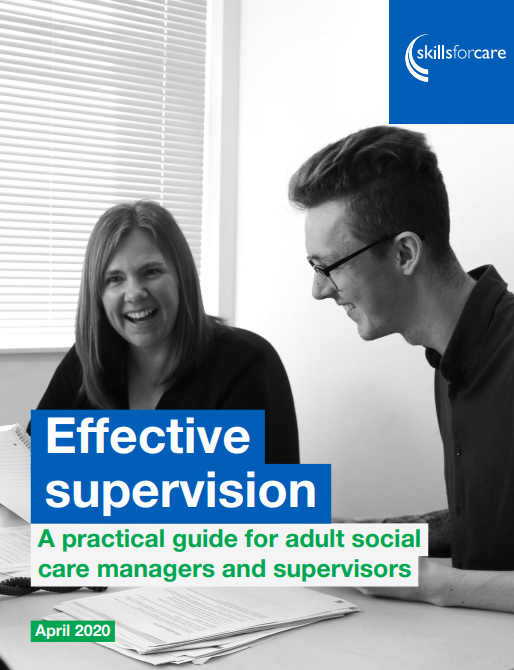 skillsforcare
Effective
supervision
A practical guide for adult social
care managers and supervisors
April 2020